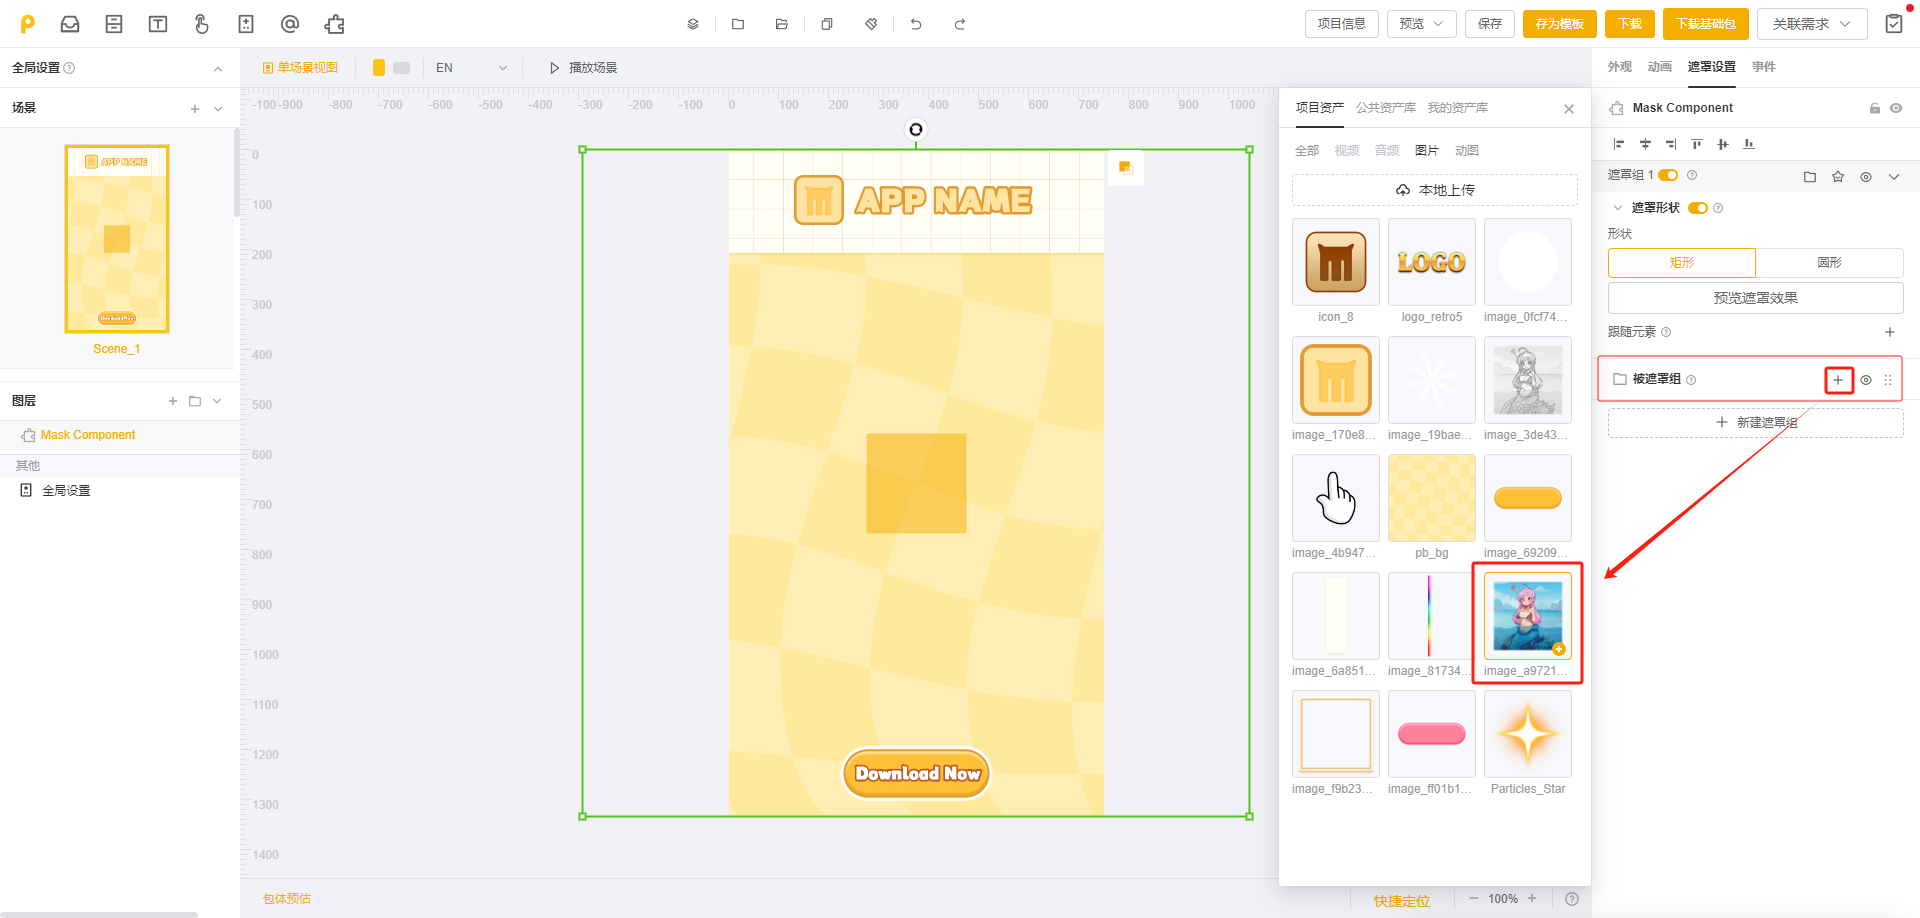 项目信息
预览
保存
存为模板
下载
下载基础包
关联需求
全局设置
单场景视图
EN
播放场景
外观
动画
遮罩设置
事件
场景
-100 -900 -800 -700 -600 -500 -400 -300 -200 -100 0 100 200 300 400 500 600 700 800 900 1000
项目资产
公共资产库
我的资产库
Mask Component
全部
视频
音频
图片
动图
本地上传
遮罩组 1
遮罩形状
形状
矩形
圆形
预览遮罩效果
跟随元素
被遮罩组
新建遮罩组
APP NAME
Download Now
Scene_1
图层
Mask Component
其他
全局设置
0
100
200
300
400
500
600
700
800
900
1000
1100
1200
1300
1400
APP NAME
Download Now
LOGO
icon_8
logo_retro5
image_0fcf74...
image_170e8...
image_19bae...
image_3de43...
image_4b947...
pb_bg
image_69209...
image_6a851...
image_81734...
image_a9721...
image_f9b23...
image_ff01b1...
Particles_Star
包体预估
快捷定位
100%